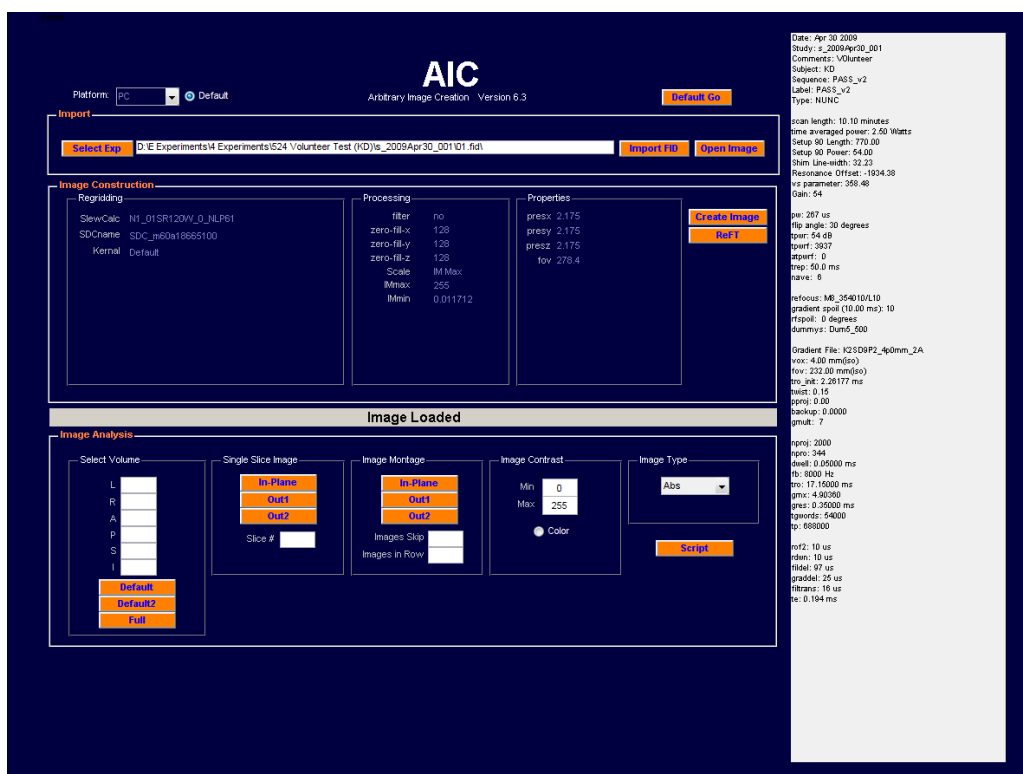 AIC
Platform: PC Default
Arbitrary Image Creation Version 6.3
Default Go
Import
Select Exp D:\E Experiments\4 Experiments\524 Volunteer Test (KD)\s_2009Apr30_001\01.fid\ Import FID Open Image
Image Construction
Regridding
SlewCalc N1_01SR120W_0_NLP61
SDCname SDC_m60a18665100
Kernal Default
Processing
filter no
zero-fill-x 128
zero-fill-y 128
zero-fill-z 128
Scale IM Max
IMmax 255
IMmin 0.011712
Properties
presx 2.175
presy 2.175
presz 2.175
fov 278.4
Create Image
ReFT
Image Loaded
Image Analysis
Select Volume
L
R
A
P
S
I
Default
Default2
Full
Single Slice Image
In-Plane
Out1
Out2
Slice #
Image Montage
In-Plane
Out1
Out2
Images Skip
Images in Row
Image Contrast
Min 0
Max 255
Color
Image Type
Abs
Script
Date: Apr 30 2009
Study: s_2009Apr30_001
Comments: V0lunteer
Subject: KD
Sequence: PASS_v2
Label: PASS_v2
Type: NUNC
scan length: 10.10 minutes
time averaged power: 2.50 Watts
Setup 90 Length: 770.00
Setup 90 Power: 54.00
Shim Line-width: 32.23
Resonance Offset: -1934.38
vs parameter: 358.48
Gain: 54
pw: 267 us
flip angle: 30 degrees
tpwr: 54 dB
tpwrf: 3937
atpwrf: 0
trep: 50.0 ms
nave: 6
refocus: M8_354010/L10
gradient spoil (10.00 ms): 10
rfspoil: 0 degrees
dummys: Dum5_500
Gradient File: K2SD9P2_4p0mm_2A
vox: 4.00 mm(iso)
fov: 232.00 mm(iso)
tro_init: 2.26177 ms
twist: 0.15
pproj: 0.00
backup: 0.0000
gmult: 7
nproj: 2000
npro: 344
dwell: 0.05000 ms
fb: 8000 Hz
tro: 17.15000 ms
gmx: 4.90360
gres: 0.35000 ms
tgwords: 54000
tp: 688000
rof2: 10 us
rdwn: 10 us
fildel: 97 us
graddel: 25 us
filtrans: 16 us
te: 0.194 ms